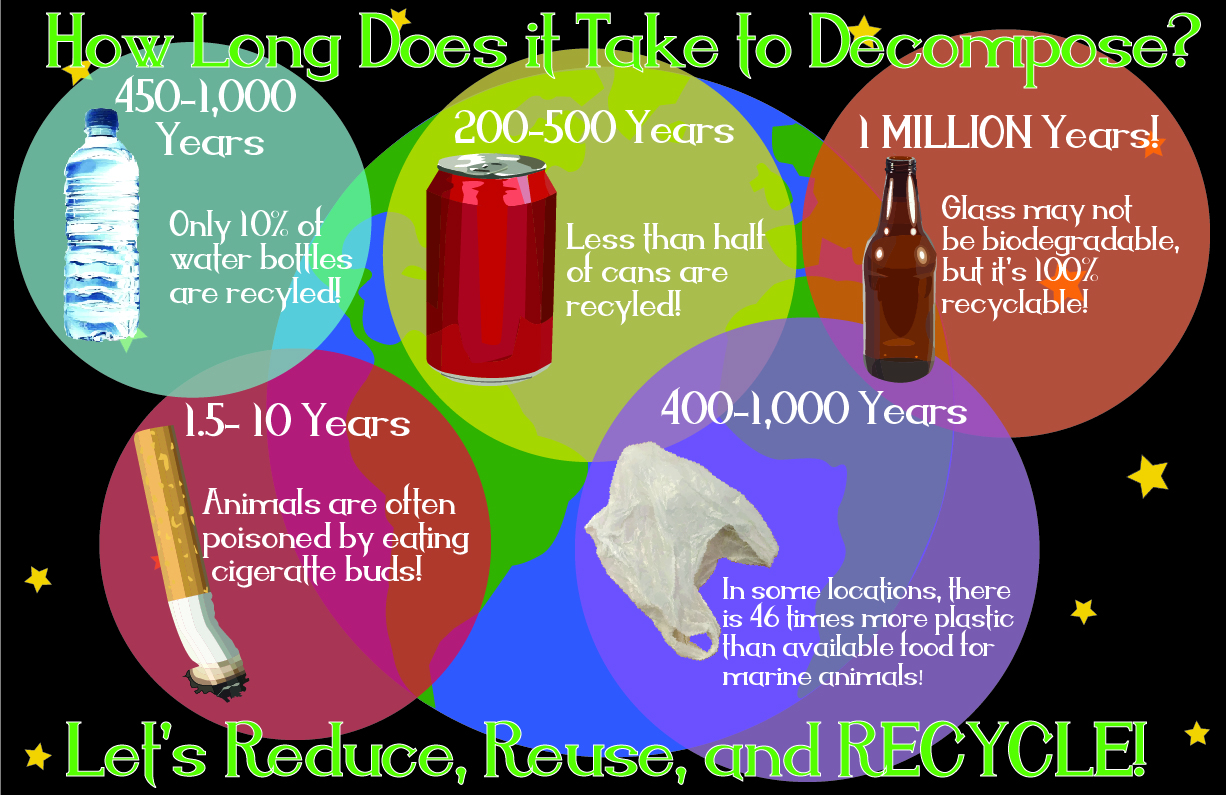 How Long Does it Take to Decompose?
450-1,000
Years
Only 10% of
water bottles
are recyled!
200-500 Years
Less than half
of cans are
recyled!
1 MILLION Years!
Glass may not
be biodegradable,
but it's 100%
recyclable!
1.5- 10 Years
Animals are often
poisoned by eating
cigeratte buds!
400-1,000 Years
In some locations, there
is 46 times more plastic
than available food for
marine animals!
Let's Reduce, Reuse, and RECYCLE!